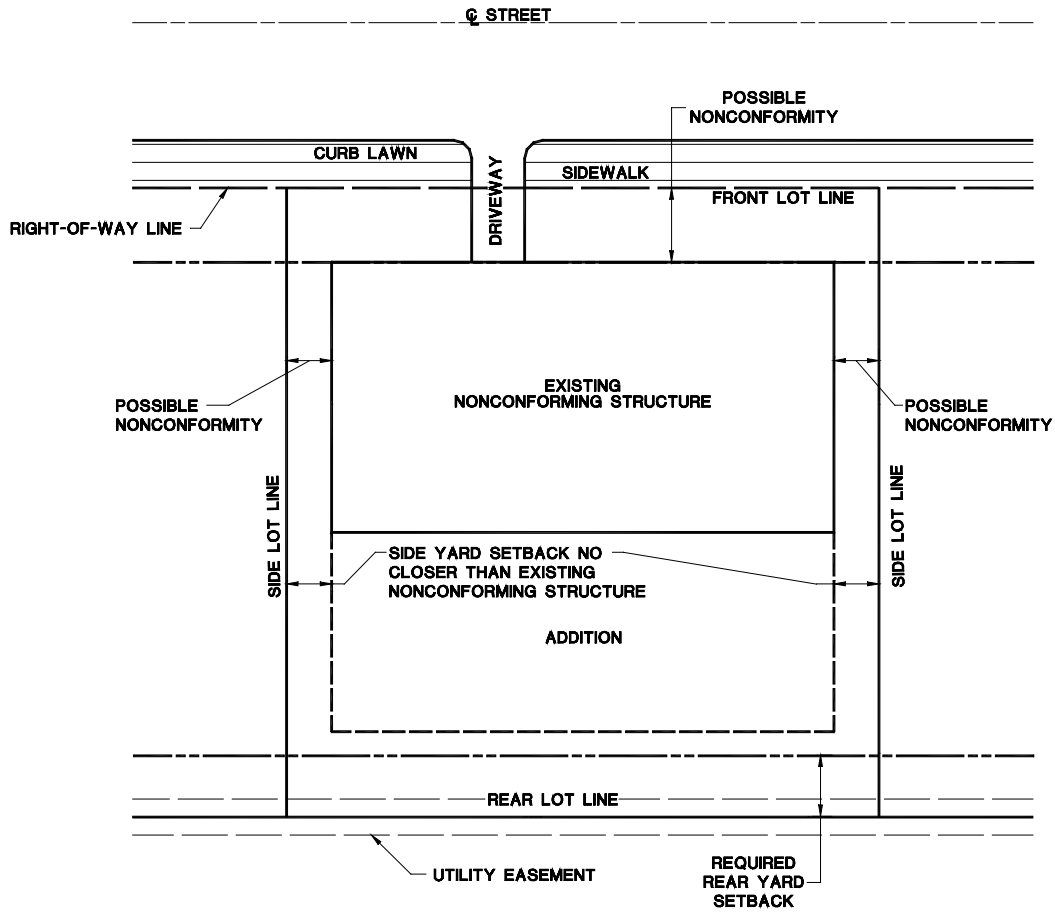 ℄ STREET
POSSIBLE
NONCONFORMITY
CURB LAWN
SIDEWALK
DRIVEWAY
FRONT LOT LINE
RIGHT-OF-WAY LINE
EXISTING
NONCONFORMING STRUCTURE
POSSIBLE
NONCONFORMITY
POSSIBLE
NONCONFORMITY
SIDE LOT LINE
SIDE LOT LINE
SIDE YARD SETBACK NO
CLOSER THAN EXISTING
NONCONFORMING STRUCTURE
ADDITION
REAR LOT LINE
UTILITY EASEMENT
REQUIRED
REAR YARD
SETBACK